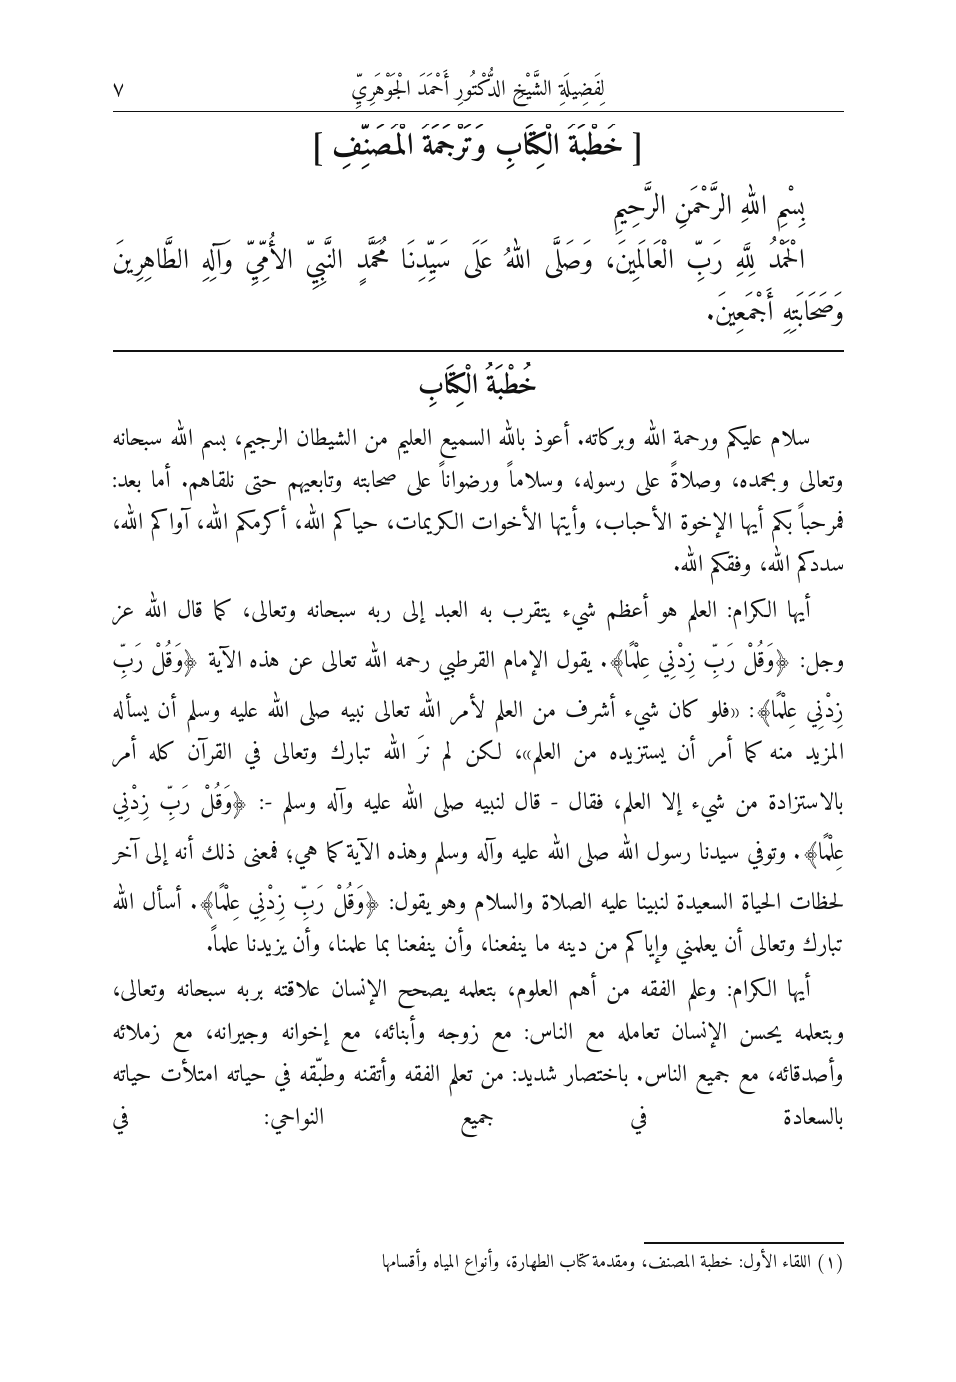 لِفَضِيلَةِ الشَّيْخِ الدُّكْتُورِ أَحْمَدَ الْجَوْهَرِيِّ ٧
[ خُطْبَةَ الْكِتَابِ وَتَرْجَمَةَ الْمُصَنِّفِ ]
بِسْمِ اللهِ الرَّحْمَنِ الرَّحِيمِ
الْحَمْدُ لِلَّهِ رَبِّ الْعَالَمِينَ، وَصَلَّى اللهُ عَلَى سَيِّدِنَا مُحَمَّدٍ النَّبِيِّ الأُمِّيِّ وَآلِهِ الطَّاهِرِينَ
وَصَحَابَتِهِ أَجْمَعِينَ.
خُطْبَةُ الْكِتَابِ
سلام عليكم ورحمة الله وبركاته. أعوذ بالله السميع العليم من الشيطان الرجيم، بسم الله سبحانه
وتعالى وبحمده، وصلاةً على رسوله، وسلاماً ورضواناً على صحابته وتابعيهم حتى نلقاهم. أما بعد:
فمرحباً بكم أيها الإخوة الأحباب، وأيتها الأخوات الكريمات، حياكم الله، أكرمكم الله، آواكم الله،
سددكم الله، وفقكم الله.
أيها الكرام: العلم هو أعظم شيء يتقرب به العبد إلى ربه سبحانه وتعالى، كما قال الله عز
وجل: ﴿وَقُلْ رَبِّ زِدْنِي عِلْمًا﴾. يقول الإمام القرطبي رحمه الله تعالى عن هذه الآية ﴿وَقُلْ رَبِّ
زِدْنِي عِلْمًا﴾: «فلو كان شيء أشرف من العلم لأمر الله تعالى نبيه صلى الله عليه وسلم أن يسأله
المزيد منه كما أمر أن يستزيده من العلم»، لكن لم نرَ الله تبارك وتعالى في القرآن كله أمر
بالاستزادة من شيء إلا العلم، فقال - قال لنبيه صلى الله عليه وآله وسلم -: ﴿وَقُلْ رَبِّ زِدْنِي
عِلْمًا﴾. وتوفي سيدنا رسول الله صلى الله عليه وآله وسلم وهذه الآية كما هي؛ فمعنى ذلك أنه إلى آخر
لحظات الحياة السعيدة لنبينا عليه الصلاة والسلام وهو يقول: ﴿وَقُلْ رَبِّ زِدْنِي عِلْمًا﴾. أسأل الله
تبارك وتعالى أن يعلمني وإياكم من دينه ما ينفعنا، وأن ينفعنا بما علمنا، وأن يزيدنا علماً.
أيها الكرام: وعلم الفقه من أهم العلوم، بتعلمه يصحح الإنسان علاقته بربه سبحانه وتعالى،
وبتعلمه يحسن الإنسان تعامله مع الناس: مع زوجه وأبنائه، مع إخوانه وجيرانه، مع زملائه
وأصدقائه، مع جميع الناس. باختصار شديد: من تعلم الفقه وأتقنه وطبّقه في حياته امتلأت حياته
بالسعادة في جميع النواحي: في
(١) اللقاء الأول: خطبة المصنف، ومقدمة كتاب الطهارة، وأنواع المياه وأقسامها